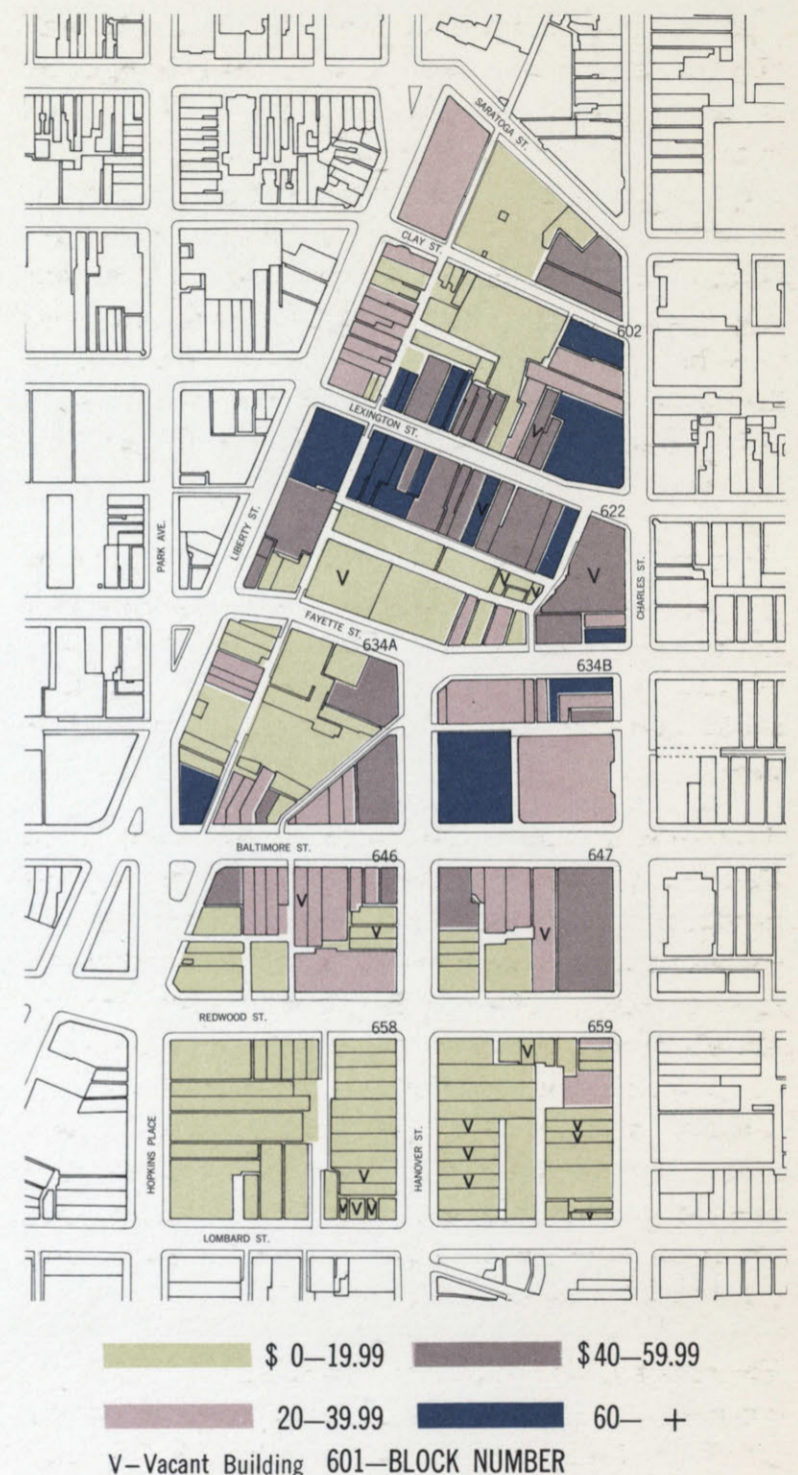 SARATOGA ST.
CLAY ST.
602
LEXINGTON ST.
V
V
622
PARK AVE.
LIBERTY ST.
CHARLES ST.
V
V
V
V
FAYETTE ST.
634A
634B
BALTIMORE ST.
646
647
V
V
V
REDWOOD ST.
658
659
V
HOPKINS PLACE
HANOVER ST.
V
V
V
V
V
V
V
V V V
V
LOMBARD ST.
$ 0—19.99
$40—59.99
20—39.99
60— +
V—Vacant Building 601—BLOCK NUMBER